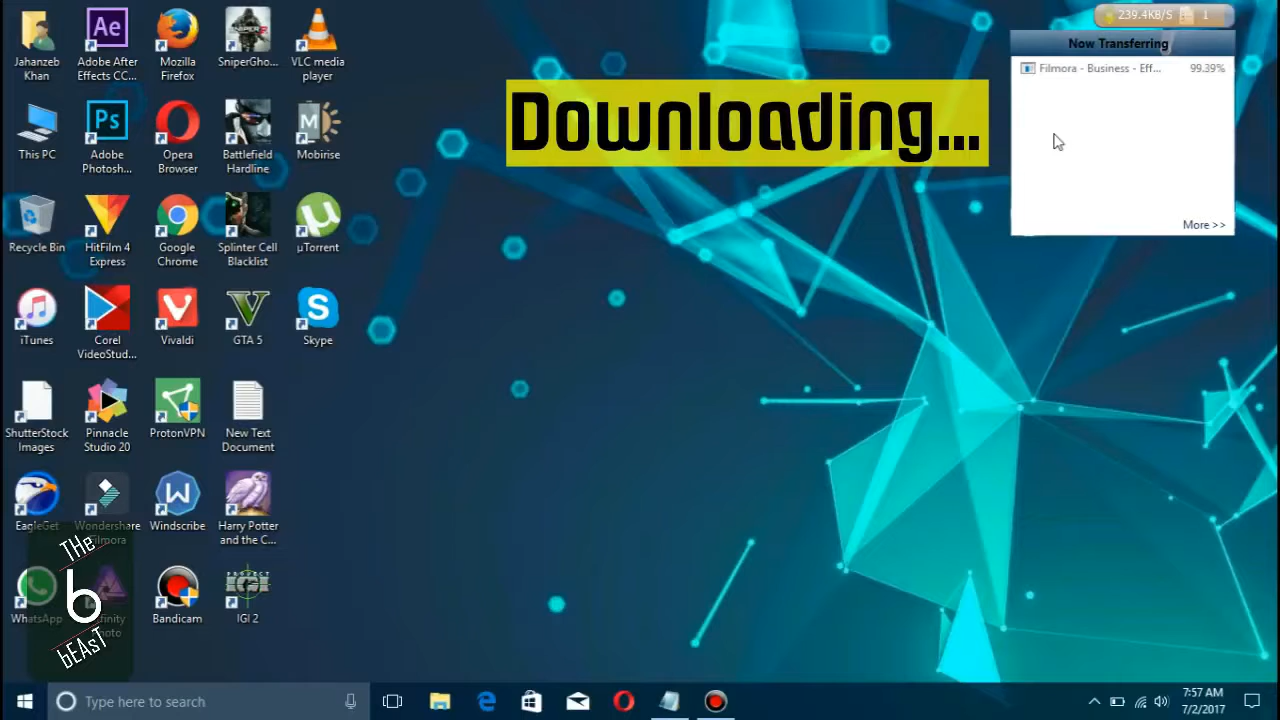 239.4KB/S 1
Now Transferring
Filmora - Business - Eff... 99.39%
More >>
Downloading...
Jahanzeb
Khan
Adobe After
Effects CC...
Mozilla
Firefox
SniperGho...
VLC media
player
This PC
Adobe
Photosh...
Opera
Browser
Battlefield
Hardline
Mobirise
Recycle Bin
HitFilm 4
Express
Google
Chrome
Splinter Cell
Blacklist
µTorrent
iTunes
Corel
VideoStud...
Vivaldi
GTA 5
Skype
ShutterStock
Images
Pinnacle
Studio 20
ProtonVPN
New Text
Document
EagleGet
Wondershare
Filmora
Windscribe
Harry Potter
and the C...
WhatsApp
Bandicam
IGI 2
THe
b
bEAsT
Type here to search
7:57 AM
7/2/2017